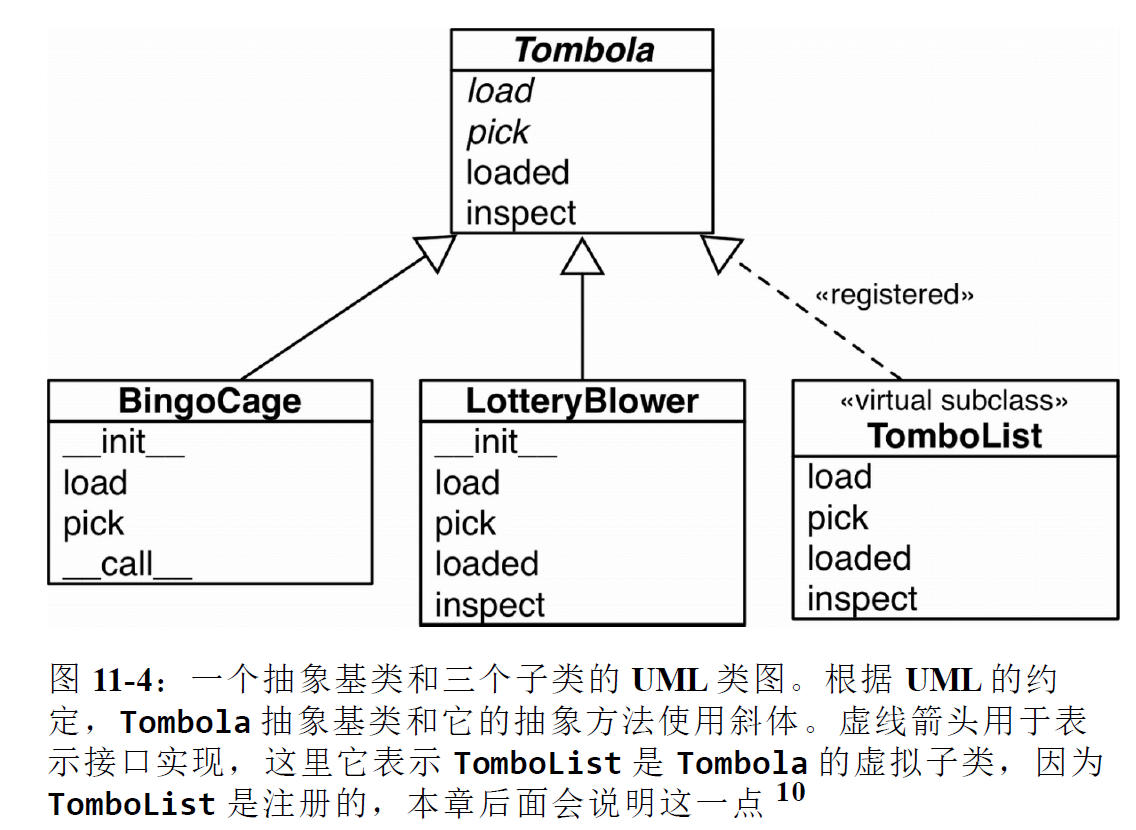 Tombola
load
pick
loaded
inspect
«registered»
BingoCage
__init__
load
pick
__call__
LotteryBlower
__init__
load
pick
loaded
inspect
«virtual subclass»
TomboList
load
pick
loaded
inspect
图 11-4：一个抽象基类和三个子类的 UML 类图。根据 UML 的约
定，Tombola 抽象基类和它的抽象方法使用斜体。虚线箭头用于表
示接口实现，这里它表示 TomboList 是 Tombola 的虚拟子类，因为
TomboList 是注册的，本章后面会说明这一点 10